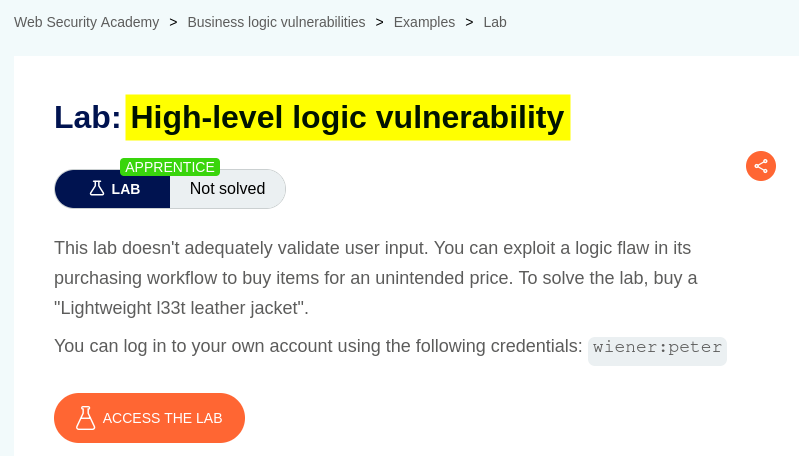 Web Security Academy > Business logic vulnerabilities > Examples > Lab
Lab: High-level logic vulnerability
APPRENTICE
LAB Not solved
This lab doesn't adequately validate user input. You can exploit a logic flaw in its
purchasing workflow to buy items for an unintended price. To solve the lab, buy a
"Lightweight l33t leather jacket".
You can log in to your own account using the following credentials: wiener:peter
ACCESS THE LAB